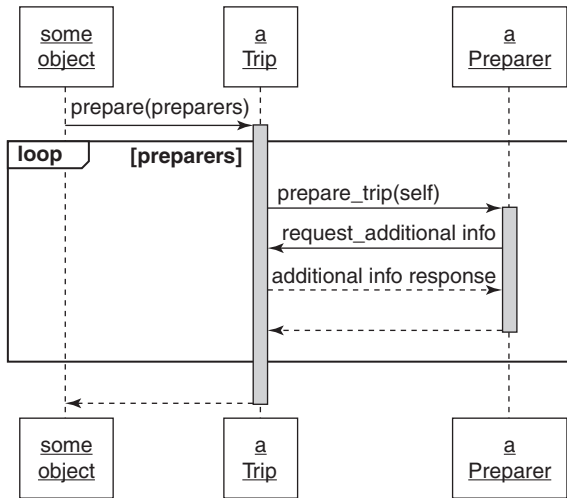 some
object
a
Trip
a
Preparer
prepare(preparers)
loop
[preparers]
prepare_trip(self)
request_additional info
additional info response
some
object
a
Trip
a
Preparer